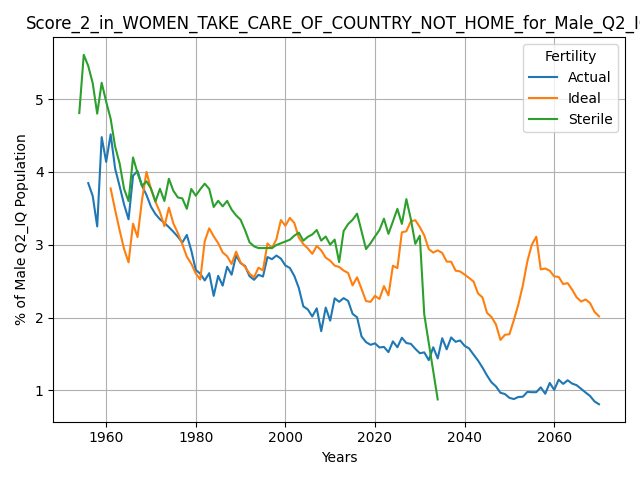 Score_2_in_WOMEN_TAKE_CARE_OF_COUNTRY_NOT_HOME_for_Male_Q2_IQ
Fertility
Actual
Ideal
Sterile
% of Male Q2_IQ Population
5
4
3
2
1
1960 1980 2000 2020 2040 2060
Years